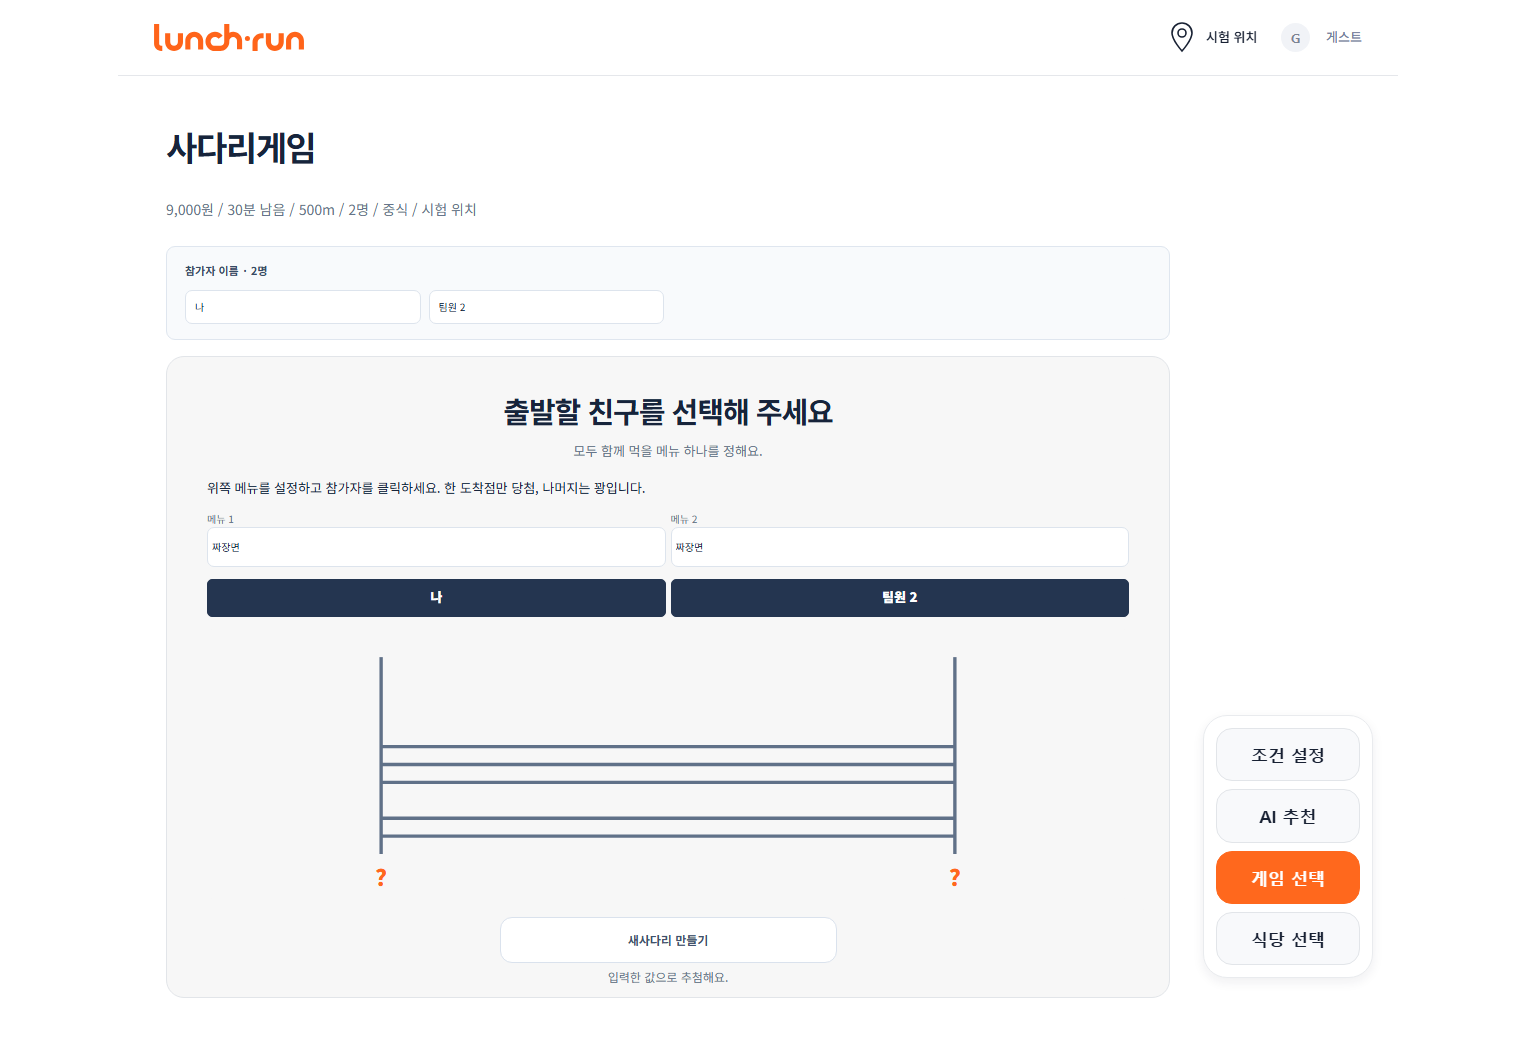 lunch·run
시험 위치
G
게스트
사다리게임
9,000원 / 30분 남음 / 500m / 2명 / 중식 / 시험 위치
참가자 이름 · 2명
나
팀원 2
출발할 친구를 선택해 주세요
모두 함께 먹을 메뉴 하나를 정해요.
위쪽 메뉴를 설정하고 참가자를 클릭하세요. 한 도착점만 당첨, 나머지는 꽝입니다.
메뉴 1
메뉴 2
짜장면
짜장면
나
팀원 2
?
?
새사다리 만들기
입력한 값으로 추첨해요.
조건 설정
AI 추천
게임 선택
식당 선택